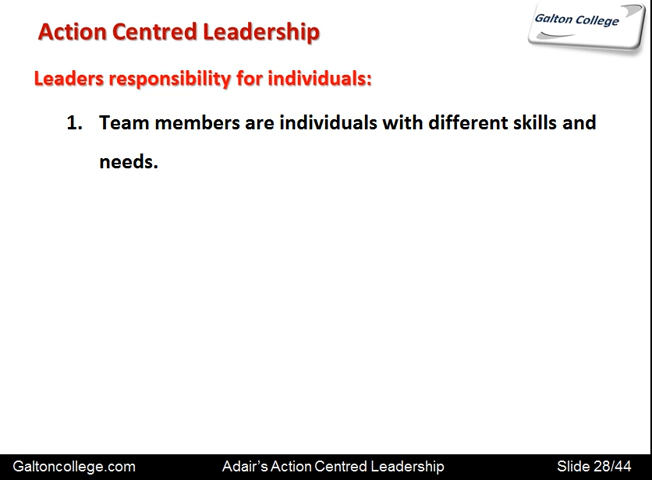 Action Centred Leadership
Galton College
Leaders responsibility for individuals:
1. Team members are individuals with different skills and
needs.
Galtoncollege.com Adair's Action Centred Leadership Slide 28/44